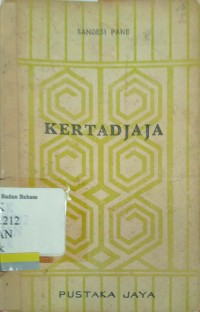 SANOESI PANE
KERTADJAJA
Badan Bahasa
212
AN
k
PUSTAKA JAYA